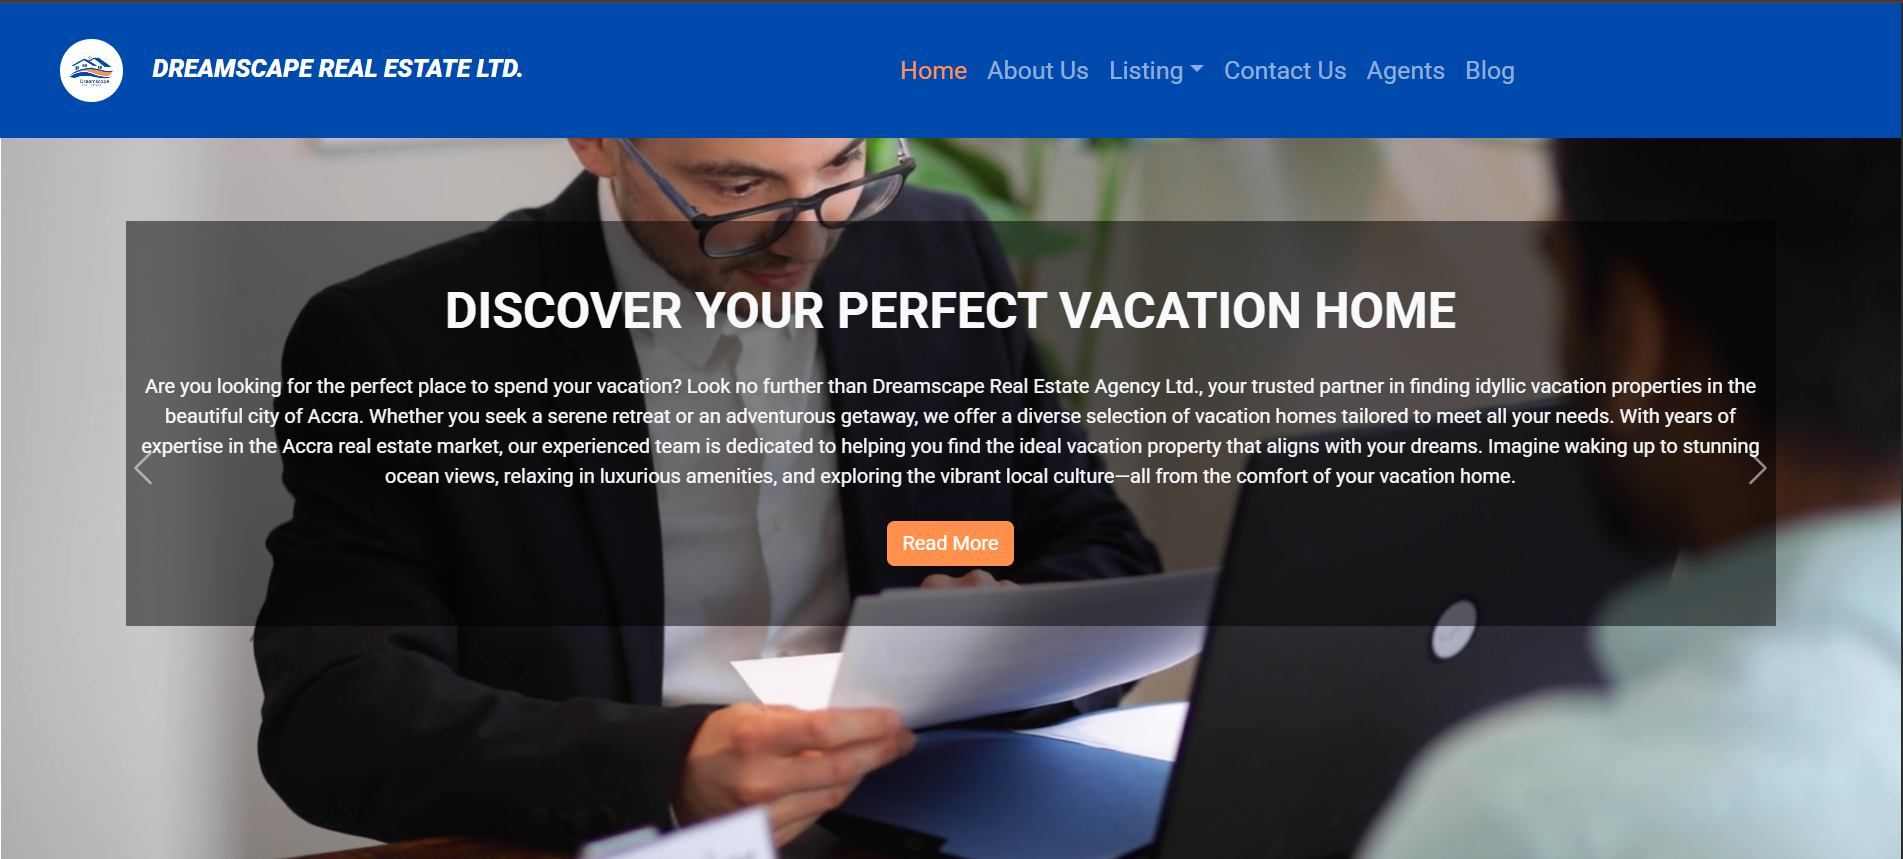 Dreamscape
DREAMSCAPE REAL ESTATE LTD.
Home About Us Listing Contact Us Agents Blog
DISCOVER YOUR PERFECT VACATION HOME
Are you looking for the perfect place to spend your vacation? Look no further than Dreamscape Real Estate Agency Ltd., your trusted partner in finding idyllic vacation properties in the
beautiful city of Accra. Whether you seek a serene retreat or an adventurous getaway, we offer a diverse selection of vacation homes tailored to meet all your needs. With years of
expertise in the Accra real estate market, our experienced team is dedicated to helping you find the ideal vacation property that aligns with your dreams. Imagine waking up to stunning
ocean views, relaxing in luxurious amenities, and exploring the vibrant local culture—all from the comfort of your vacation home.
Read More